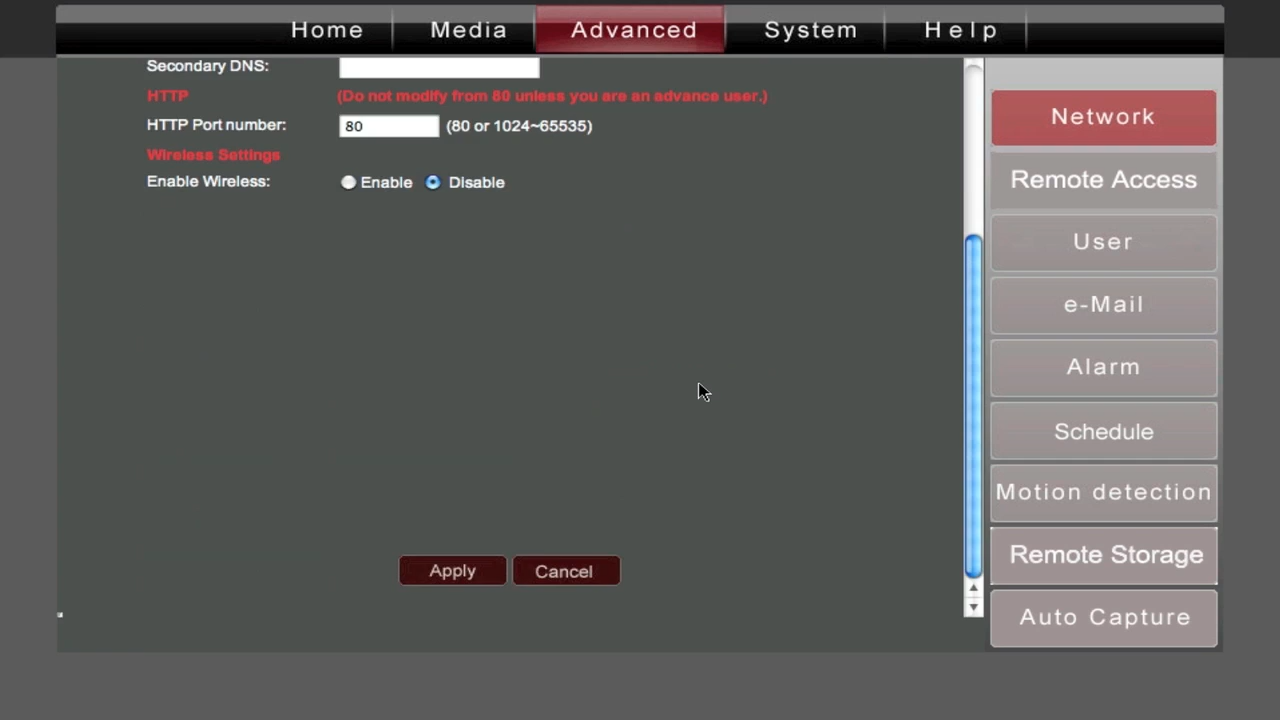 Home Media Advanced System Help
Secondary DNS:
HTTP (Do not modify from 80 unless you are an advance user.)
HTTP Port number: 80 (80 or 1024~65535)
Wireless Settings
Enable Wireless: Enable Disable
Apply Cancel
Network
Remote Access
User
e-Mail
Alarm
Schedule
Motion detection
Remote Storage
Auto Capture